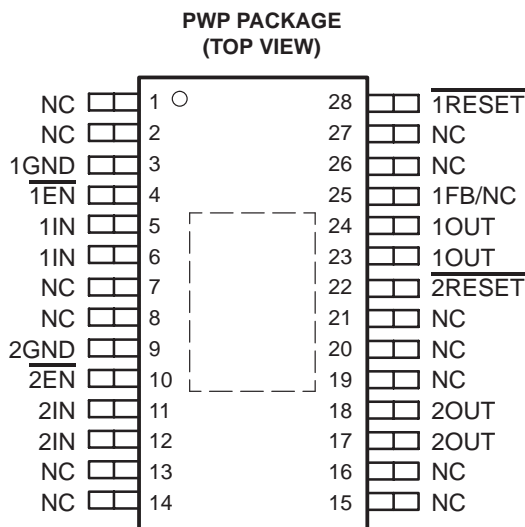 PWP PACKAGE
(TOP VIEW)
NC 1 28 1RESET
NC 2 27 NC
1GND 3 26 NC
1EN 4 25 1FB/NC
1IN 5 24 1OUT
1IN 6 23 1OUT
NC 7 22 2RESET
NC 8 21 NC
2GND 9 20 NC
2EN 10 19 NC
2IN 11 18 2OUT
2IN 12 17 2OUT
NC 13 16 NC
NC 14 15 NC